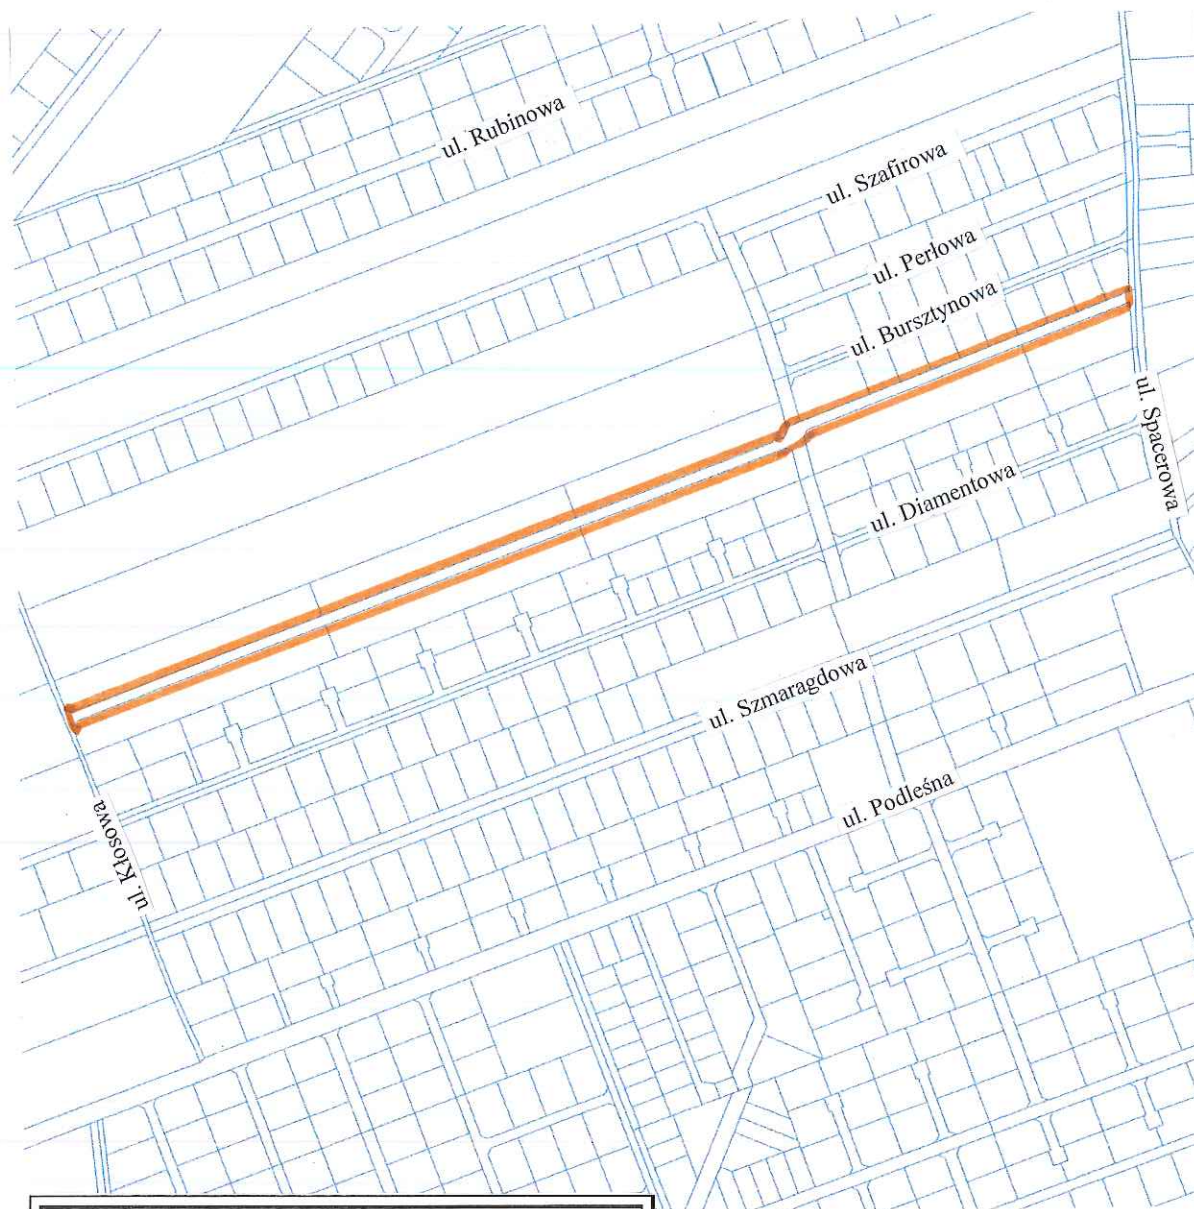 ul. Rubinowa
ul. Szafirowa
ul. Perłowa
ul. Bursztynowa
ul. Spacerowa
ul. Diamentowa
ul. Szmaragdowa
ul. Podleśna
ul. Kłosowa